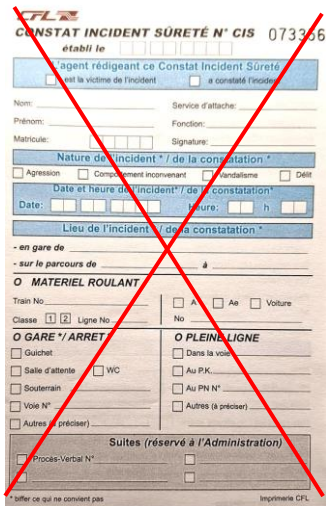 CFL
CONSTAT INCIDENT SÛRETÉ N° CIS 073366
établi le
L'agent rédigeant ce Constat Incident Sûreté
est la victime de l'incident a constaté l'incident
Nom: Service d'attache:
Prénom: Fonction:
Matricule: Signature:
Nature de l'incident * / de la constatation *
Agression Comportement inconvenant Vandalisme Délit
Date et heure de l'incident* / de la constatation*
Date: Heure: h
Lieu de l'incident * / de la constatation *
- en gare de
- sur le parcours de à
O MATERIEL ROULANT
Train No A Ae Voiture
Classe 1 2 Ligne No No
O GARE */ ARRET * O PLEINE LIGNE
Guichet Dans la voie
Salle d'attente WC Au P.K.
Souterrain Au PN N°
Voie N° Autres (à préciser)
Autres (à préciser)
Suites (réservé à l'Administration)
Procès-Verbal N°
* biffer ce qui ne convient pas Imprimerie CFL